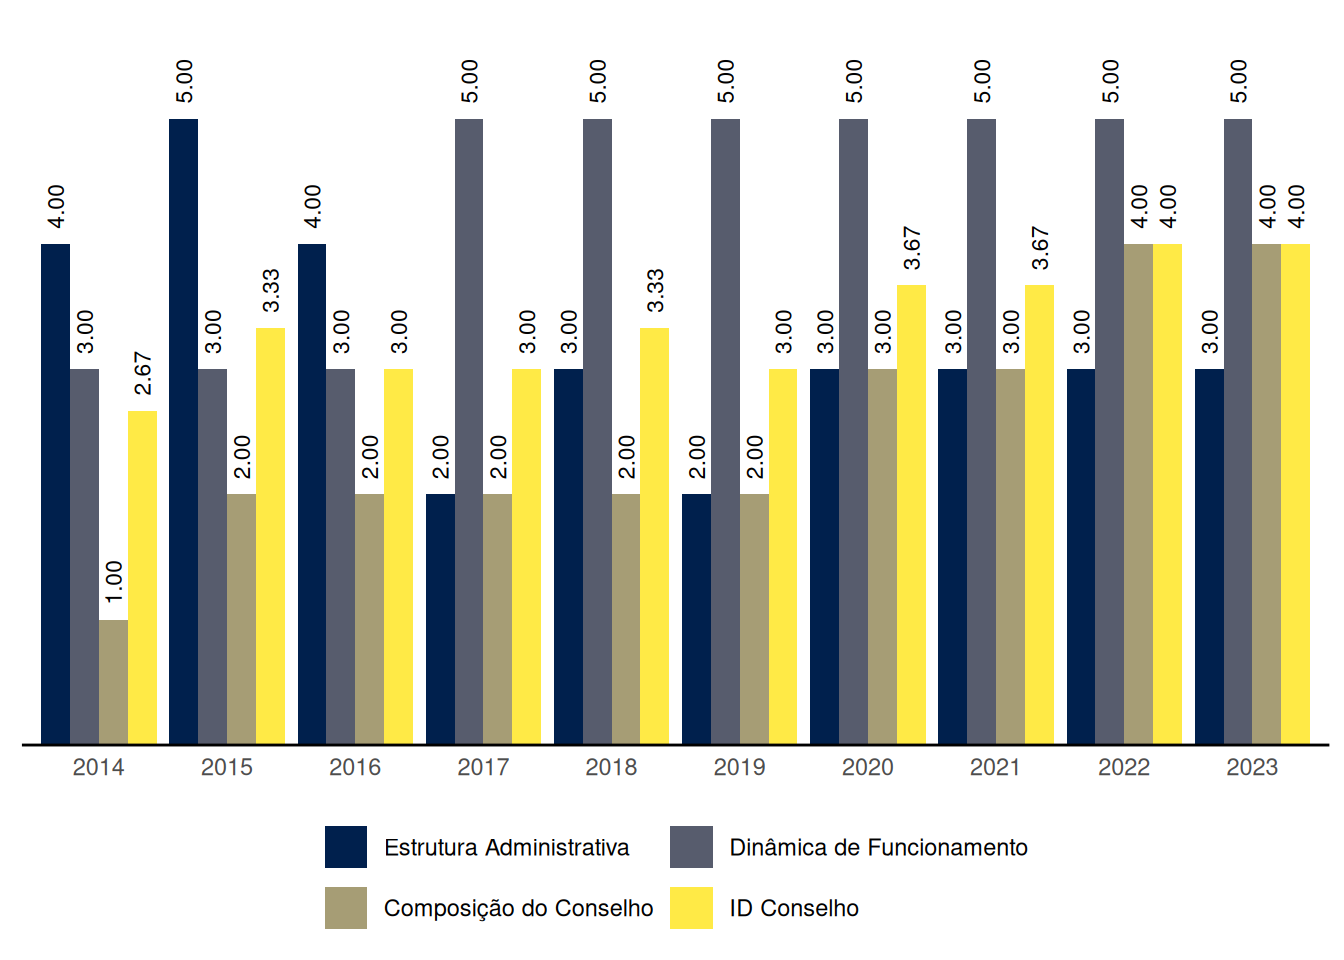 5.00 5.00 5.00 5.00 5.00 5.00 5.00 5.00
4.00 4.00 4.00 4.00 4.00 4.00
3.67 3.67
3.33 3.33
3.00 3.00 3.00 3.00 3.00 3.00 3.00 3.00 3.00 3.00 3.00 3.00 3.00
2.67
2.00 2.00 2.00 2.00 2.00 2.00 2.00
1.00
2014 2015 2016 2017 2018 2019 2020 2021 2022 2023
Estrutura Administrativa Dinâmica de Funcionamento
Composição do Conselho ID Conselho